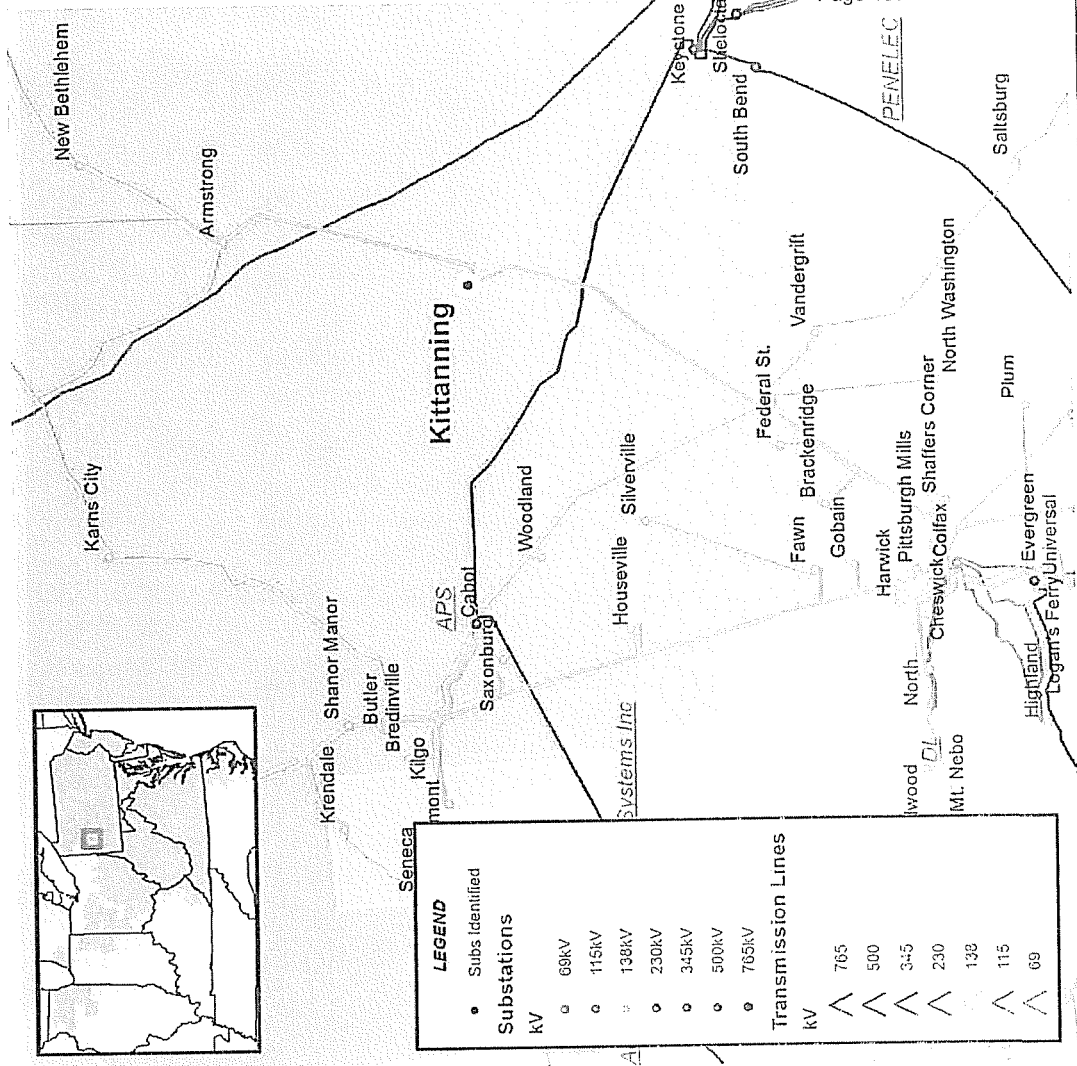 New Bethlehem
Armstrong
Karns City
Kittanning
Keystone
South Bend
PENELEC
Saltsburg
Vandergrift
North Washington
Federal St.
Brackenridge
Plum
Silverville
Woodland
Houseville
Fawn
Gobain
Harwick
Pittsburgh Mills
Shaffers Corner
Cheswick
Colfax
Evergreen
Universal
Logan's Ferry
Highland
North
DL
Mt. Nebo
lwood
APS
Cabot
Saxonburg
Shanor Manor
Butler
Bredinville
Krendale
Kilgo
mont
Seneca
Systems Inc
LEGEND
Subs Identified
Substations
kV
69kV
115kV
138kV
230kV
345kV
500kV
765kV
Transmission Lines
kV
765
500
345
230
138
115
69